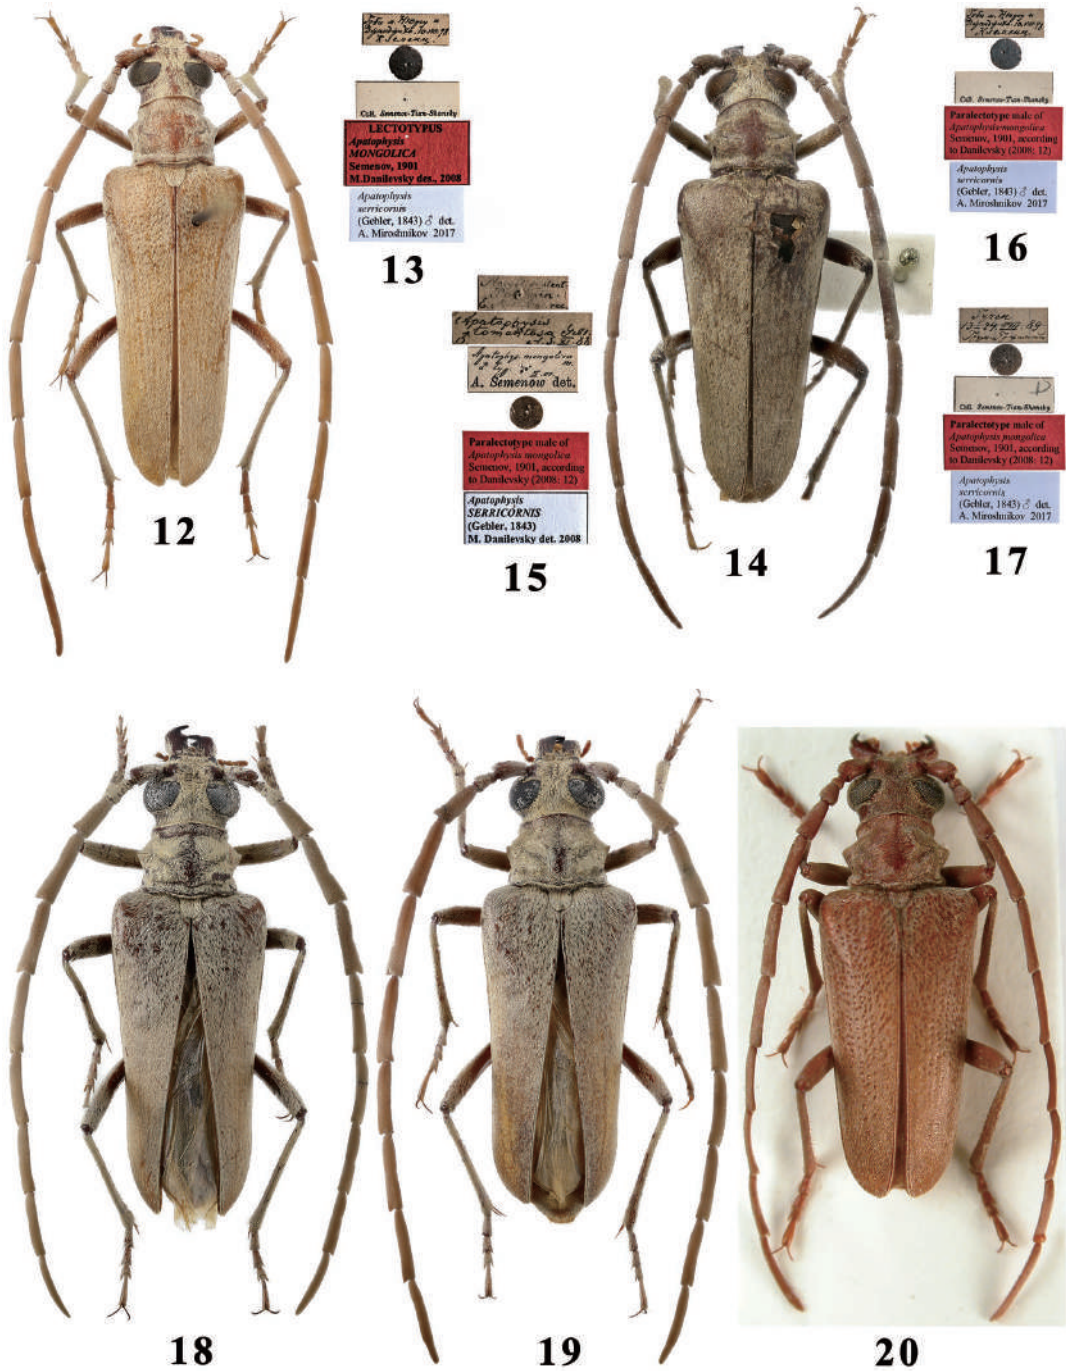 Coll. Semenov-Tian-Shansky
LECTOTYPUS
Apatophysis
MONGOLICA
Semenov, 1901
M.Danilevsky des., 2008
Apatophysis
serricornis
(Gebler, 1843) ♂ det.
A. Miroshnikov 2017
13
12
Apatophysis
A. Semenow det.
Paralectotype male of
Apatophysis mongolica
Semenov, 1901, according
to Danilevsky (2008: 12)
Apatophysis
SERRICORNIS
(Gebler, 1843)
M. Danilevsky det. 2008
15
14
Coll. Semenov-Tian-Shansky
Paralectotype male of
Apatophysis mongolica
Semenov, 1901, according
to Danilevsky (2008: 12)
Apatophysis
serricornis
(Gebler, 1843) ♂ det.
A. Miroshnikov 2017
16
Coll. Semenov-Tian-Shansky
Paralectotype male of
Apatophysis mongolica
Semenov, 1901, according
to Danilevsky (2008: 12)
Apatophysis
serricornis
(Gebler, 1843) ♂ det.
A. Miroshnikov 2017
17
18
19
20